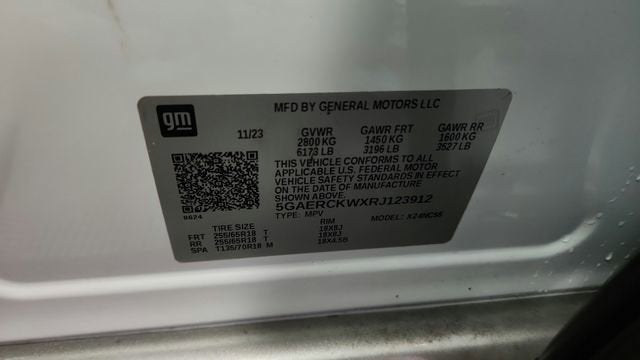 gm
MFD BY GENERAL MOTORS LLC
11/23 GVWR GAWR FRT GAWR RR
2800 KG 1450 KG 1600 KG
6173 LB 3196 LB 3527 LB
THIS VEHICLE CONFORMS TO ALL
APPLICABLE U.S. FEDERAL MOTOR
VEHICLE SAFETY STANDARDS IN EFFECT
ON THE DATE OF MANUFACTURE
SHOWN ABOVE.
5GAERCKWXRJ123912
TYPE: MPV MODEL:
TIRE SIZE RIM
FRT 255/65R18 T 18X8J
RR 255/65R18 T 18X8J
SPA T135/70R18 M 18X4.5B